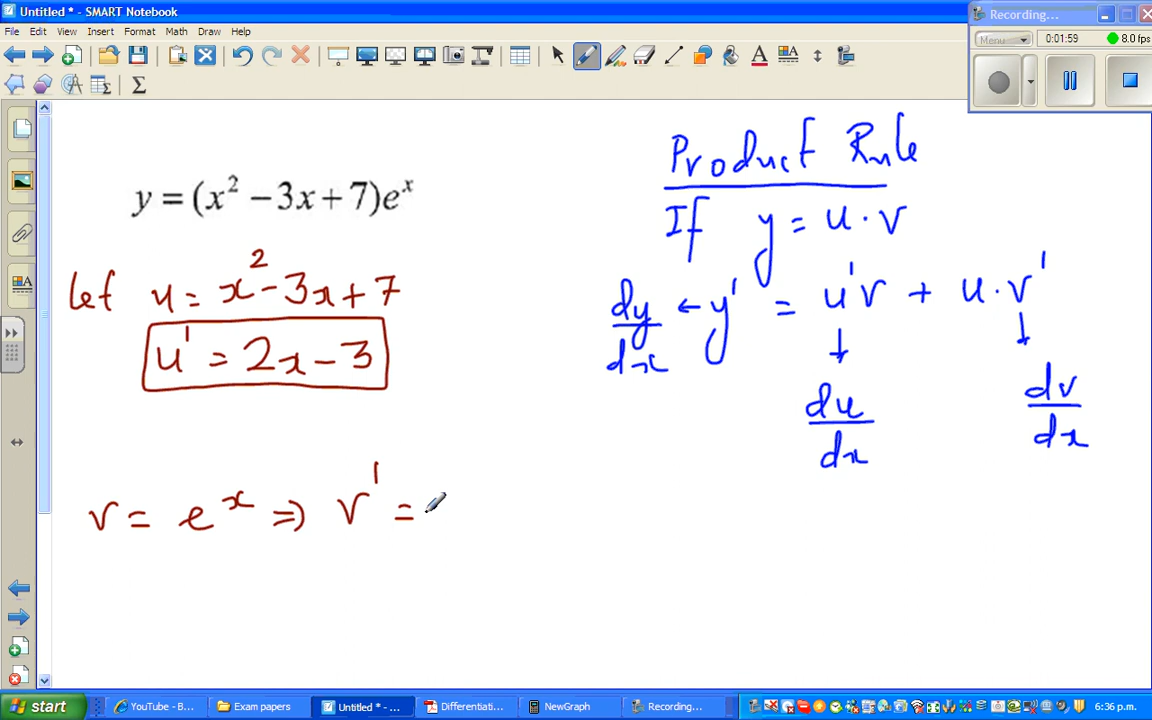 Untitled * - SMART Notebook
Recording...
File Edit View Insert Format Math Draw Help
Menu
0:01:59
8.0 fps
Product Rule
y = (x² − 3x + 7)eˣ
If y = u · v
let u = x² - 3x + 7
dy/dx ← y' = u'v + u · v'
u' = 2x - 3
↓ ↓
du/dx dv/dx
v = eˣ ⇒ v' =
start
YouTube - B...
Exam papers
Untitled * - ...
Differentiati...
NewGraph
Recording...
6:36 p.m.